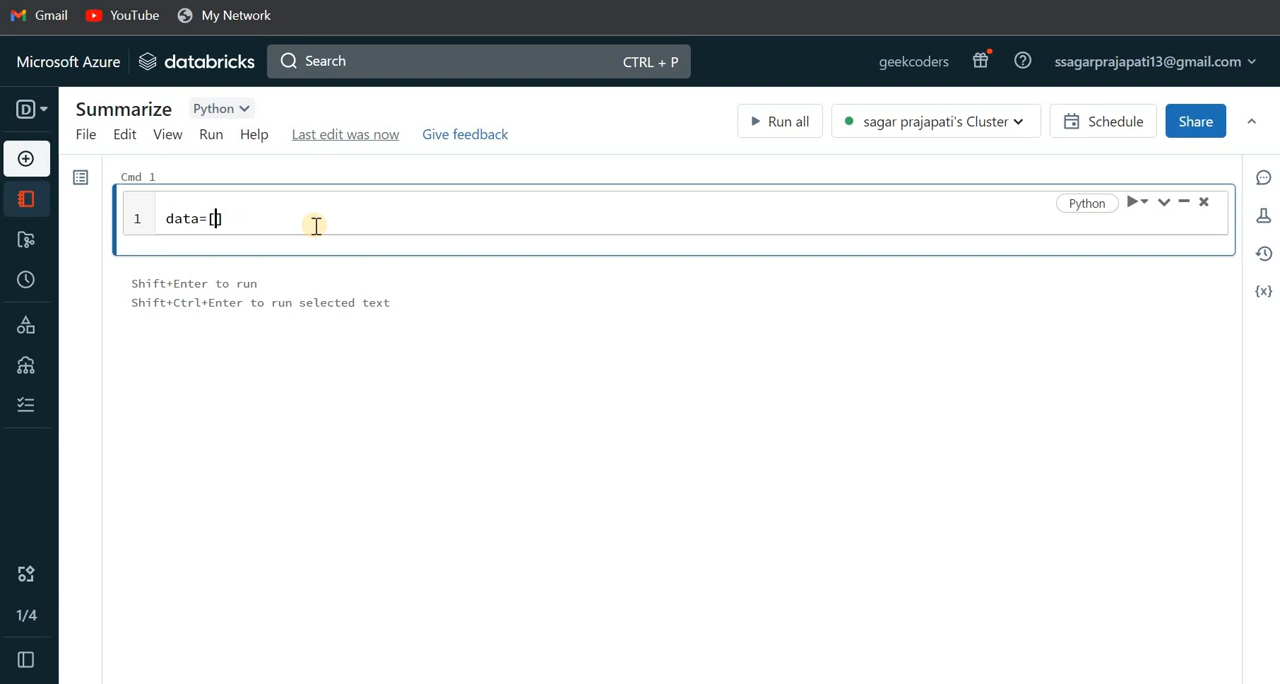 Gmail YouTube My Network
Microsoft Azure databricks Search CTRL + P geekcoders ssagarprajapati13@gmail.com
D Summarize Python
File Edit View Run Help Last edit was now Give feedback Run all sagar prajapati's Cluster Schedule Share
Cmd 1
1 data=[] Python
Shift+Enter to run
Shift+Ctrl+Enter to run selected text
{x}
1/4